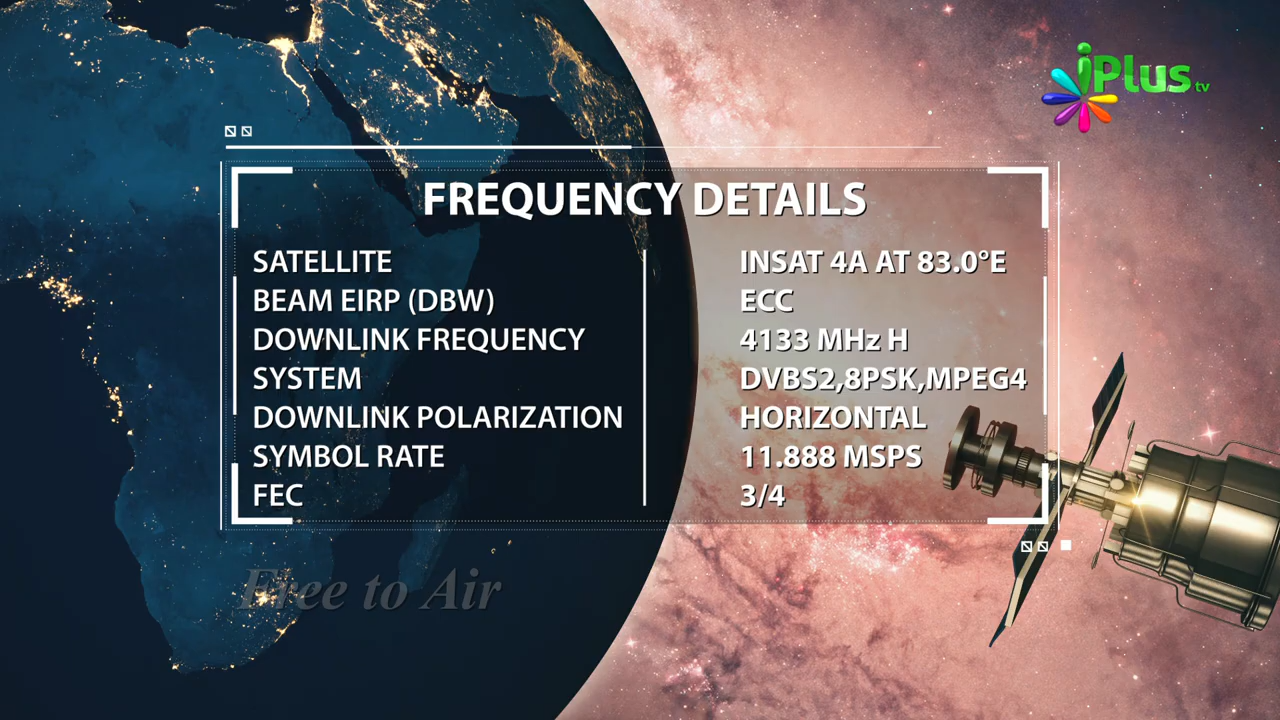 iPlus tv
FREQUENCY DETAILS
SATELLITE INSAT 4A AT 83.0°E
BEAM EIRP (DBW) ECC
DOWNLINK FREQUENCY 4133 MHz H
SYSTEM DVBS2,8PSK,MPEG4
DOWNLINK POLARIZATION HORIZONTAL
SYMBOL RATE 11.888 MSPS
FEC 3/4
Free to Air